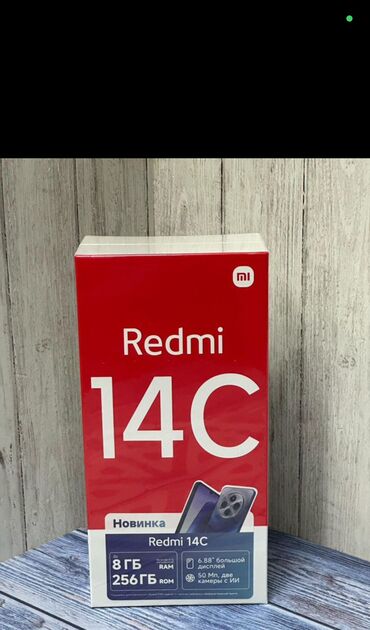 mi
Redmi
14C
Новинка
Redmi 14C
до
8 ГБ RAM
256 ГБ ROM
6.88" большой
дисплей
50 Мп, две
камеры с ИИ